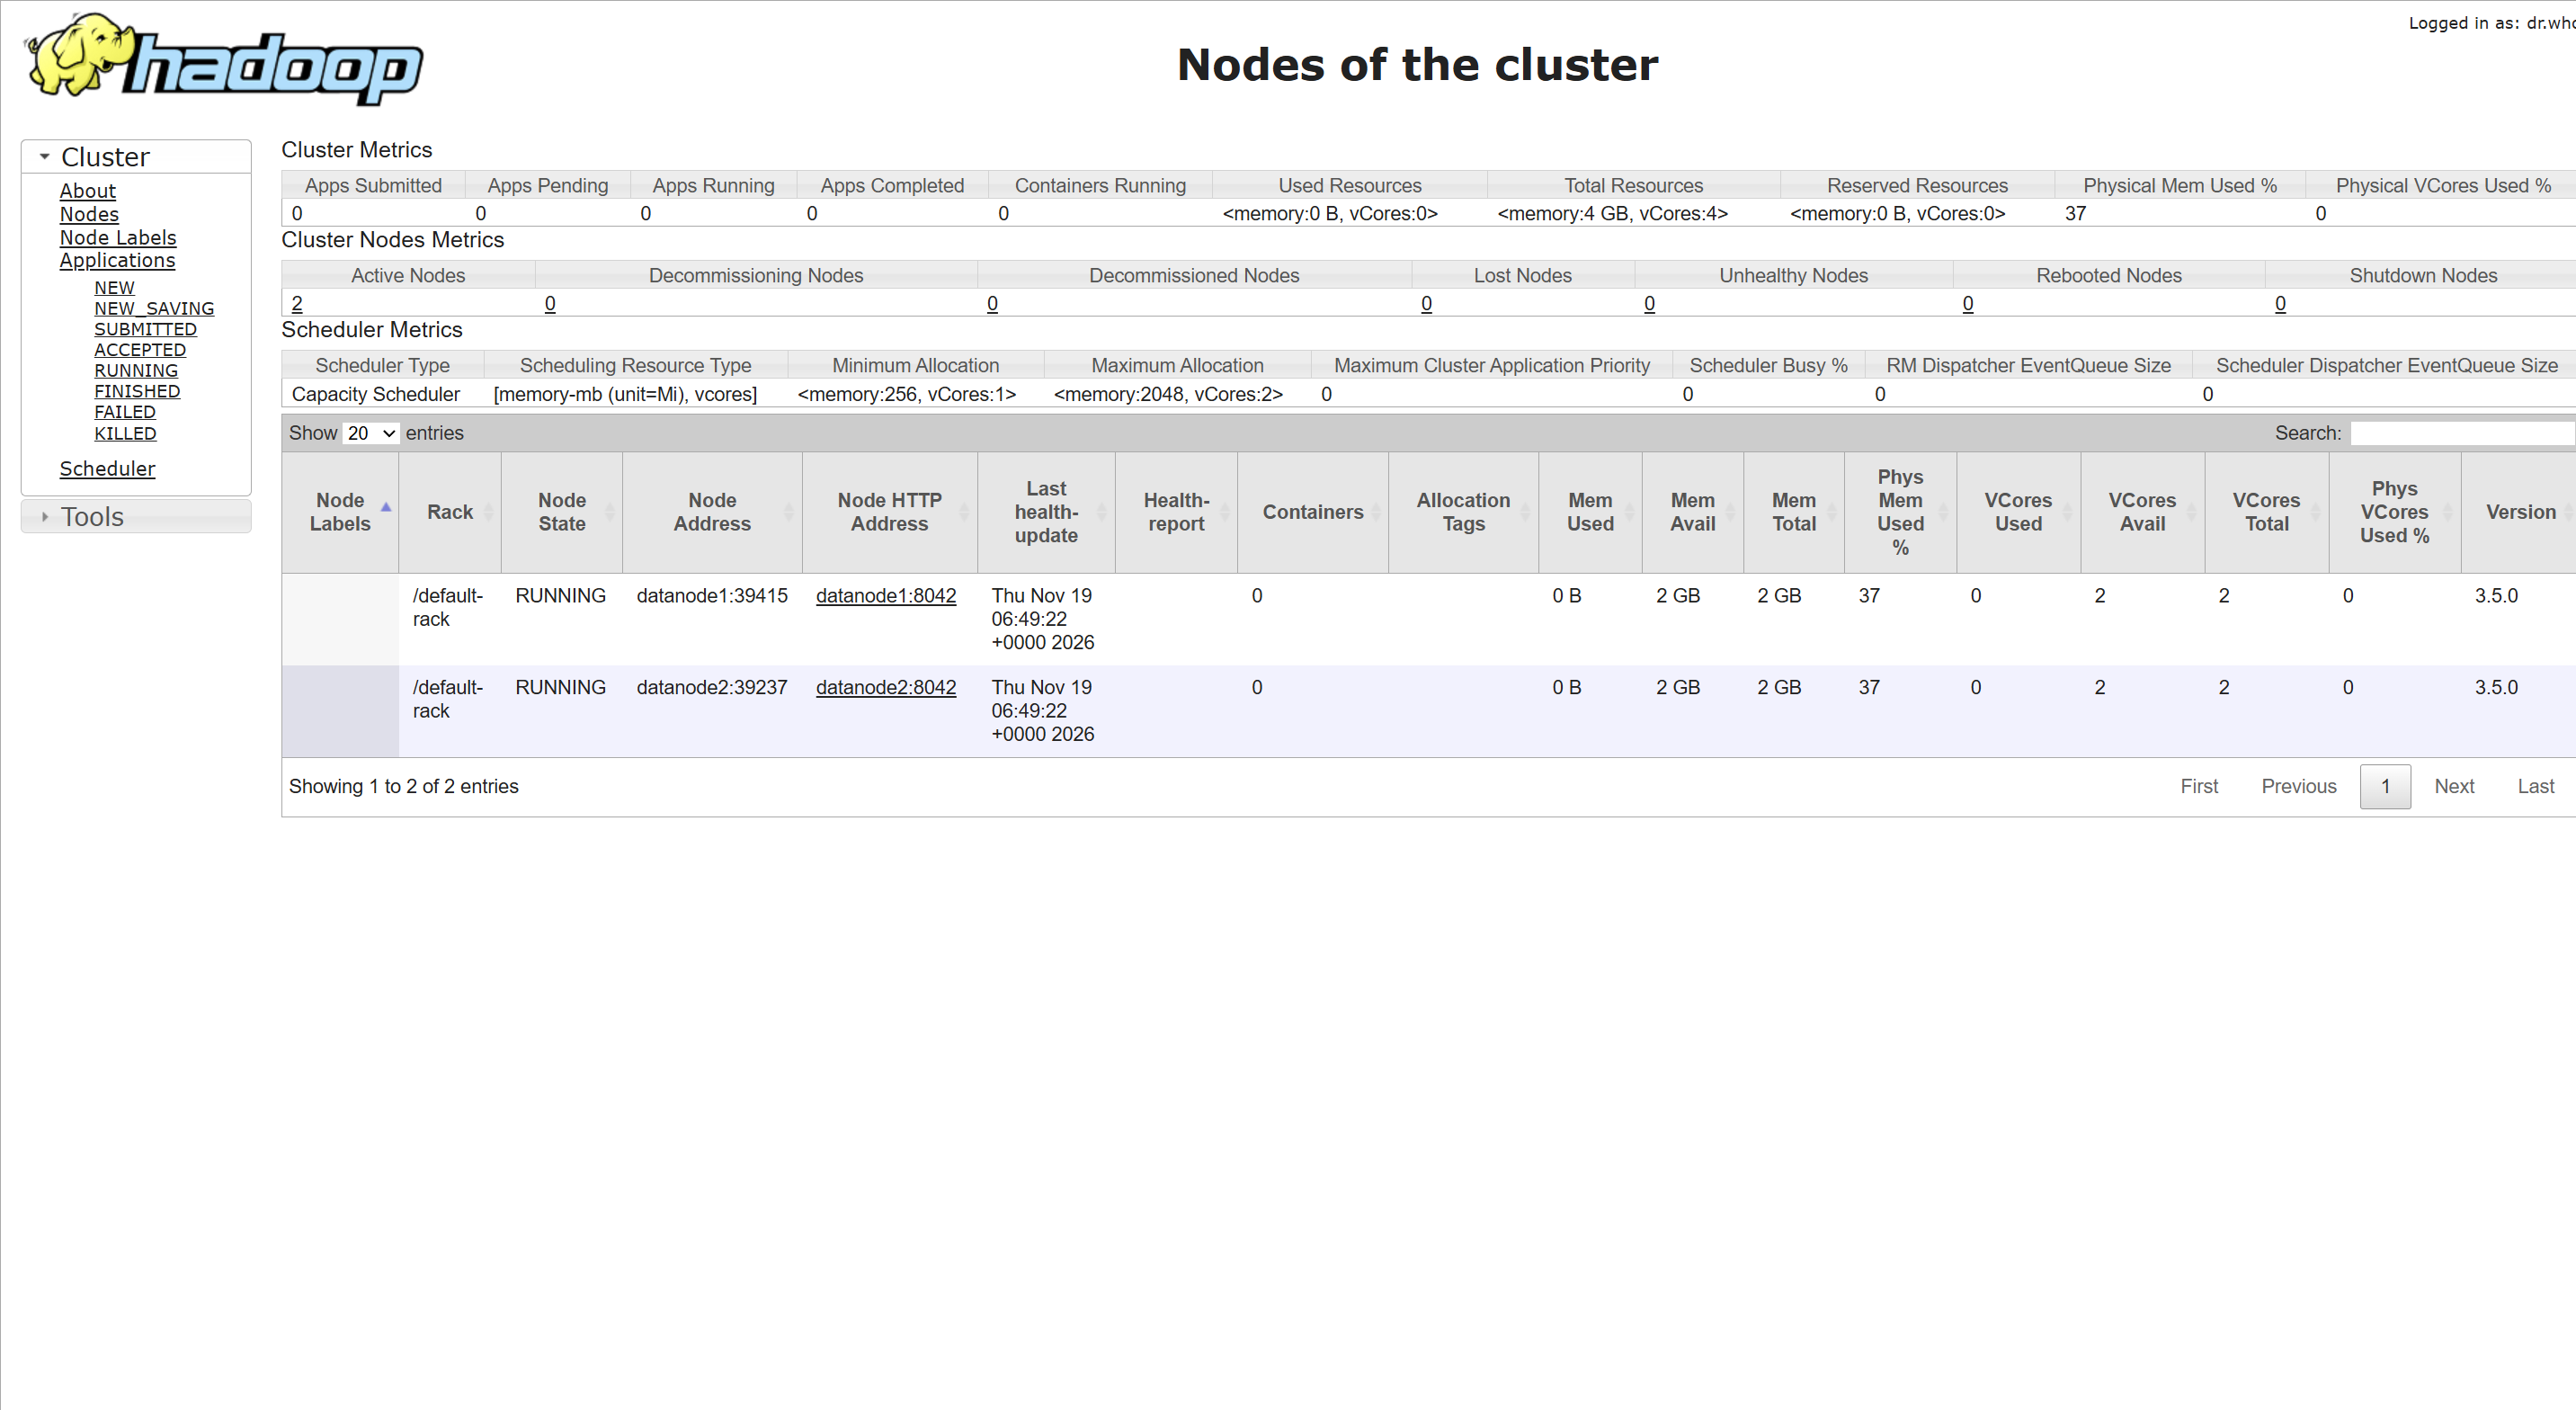 hadoop
Logged in as: dr.who
Nodes of the cluster
Cluster
About
Nodes
Node Labels
Applications
NEW
NEW_SAVING
SUBMITTED
ACCEPTED
RUNNING
FINISHED
FAILED
KILLED
Scheduler
Tools
Cluster Metrics
Apps Submitted Apps Pending Apps Running Apps Completed Containers Running Used Resources Total Resources Reserved Resources Physical Mem Used % Physical VCores Used %
0 0 0 0 0 <memory:0 B, vCores:0> <memory:4 GB, vCores:4> <memory:0 B, vCores:0> 37 0
Cluster Nodes Metrics
Active Nodes Decommissioning Nodes Decommissioned Nodes Lost Nodes Unhealthy Nodes Rebooted Nodes Shutdown Nodes
2 0 0 0 0 0 0
Scheduler Metrics
Scheduler Type Scheduling Resource Type Minimum Allocation Maximum Allocation Maximum Cluster Application Priority Scheduler Busy % RM Dispatcher EventQueue Size Scheduler Dispatcher EventQueue Size
Capacity Scheduler [memory-mb (unit=Mi), vcores] <memory:256, vCores:1> <memory:2048, vCores:2> 0 0 0 0
Show 20 entries Search:
Node Labels Rack Node State Node Address Node HTTP Address Last health-update Health-report Containers Allocation Tags Mem Used Mem Avail Mem Total Phys Mem Used % VCores Used VCores Avail VCores Total Phys VCores Used % Version
/default-rack RUNNING datanode1:39415 datanode1:8042 Thu Nov 19 06:49:22 +0000 2026 0 0 B 2 GB 2 GB 37 0 2 2 0 3.5.0
/default-rack RUNNING datanode2:39237 datanode2:8042 Thu Nov 19 06:49:22 +0000 2026 0 0 B 2 GB 2 GB 37 0 2 2 0 3.5.0
Showing 1 to 2 of 2 entries First Previous 1 Next Last